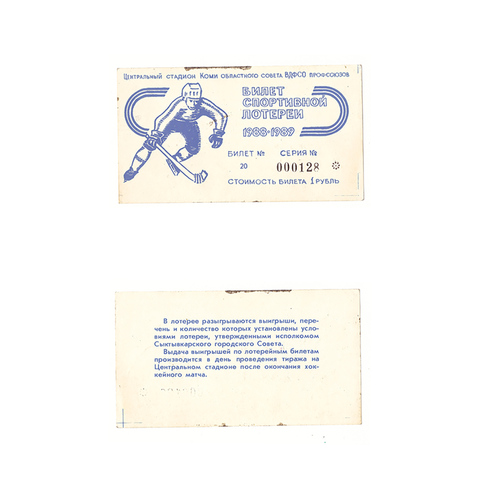 Центральный стадион Коми областного совета ВДФСО профсоюзов
БИЛЕТ
СПОРТИВНОЙ
ЛОТЕРЕИ
1988-1989
БИЛЕТ № СЕРИЯ №
20 000128 *
СТОИМОСТЬ БИЛЕТА 1 РУБЛЬ
В лотерее разыгрываются выигрыши, пере-
чень и количество которых установлены усло-
виями лотереи, утвержденными исполкомом
Сыктывкарского городского Совета.
Выдача выигрышей по лотерейным билетам
производится в день проведения тиража на
Центральном стадионе после окончания хок-
кейного матча.